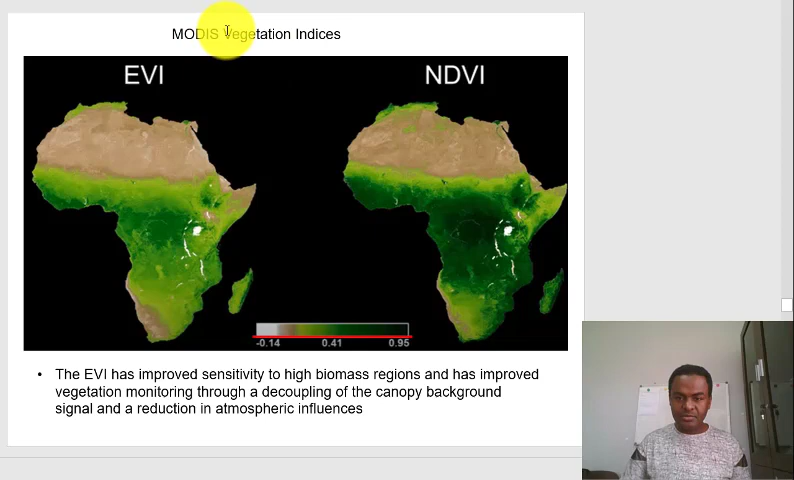 MODIS Vegetation Indices
EVI
NDVI
-0.14 0.41 0.95
• The EVI has improved sensitivity to high biomass regions and has improved
vegetation monitoring through a decoupling of the canopy background
signal and a reduction in atmospheric influences